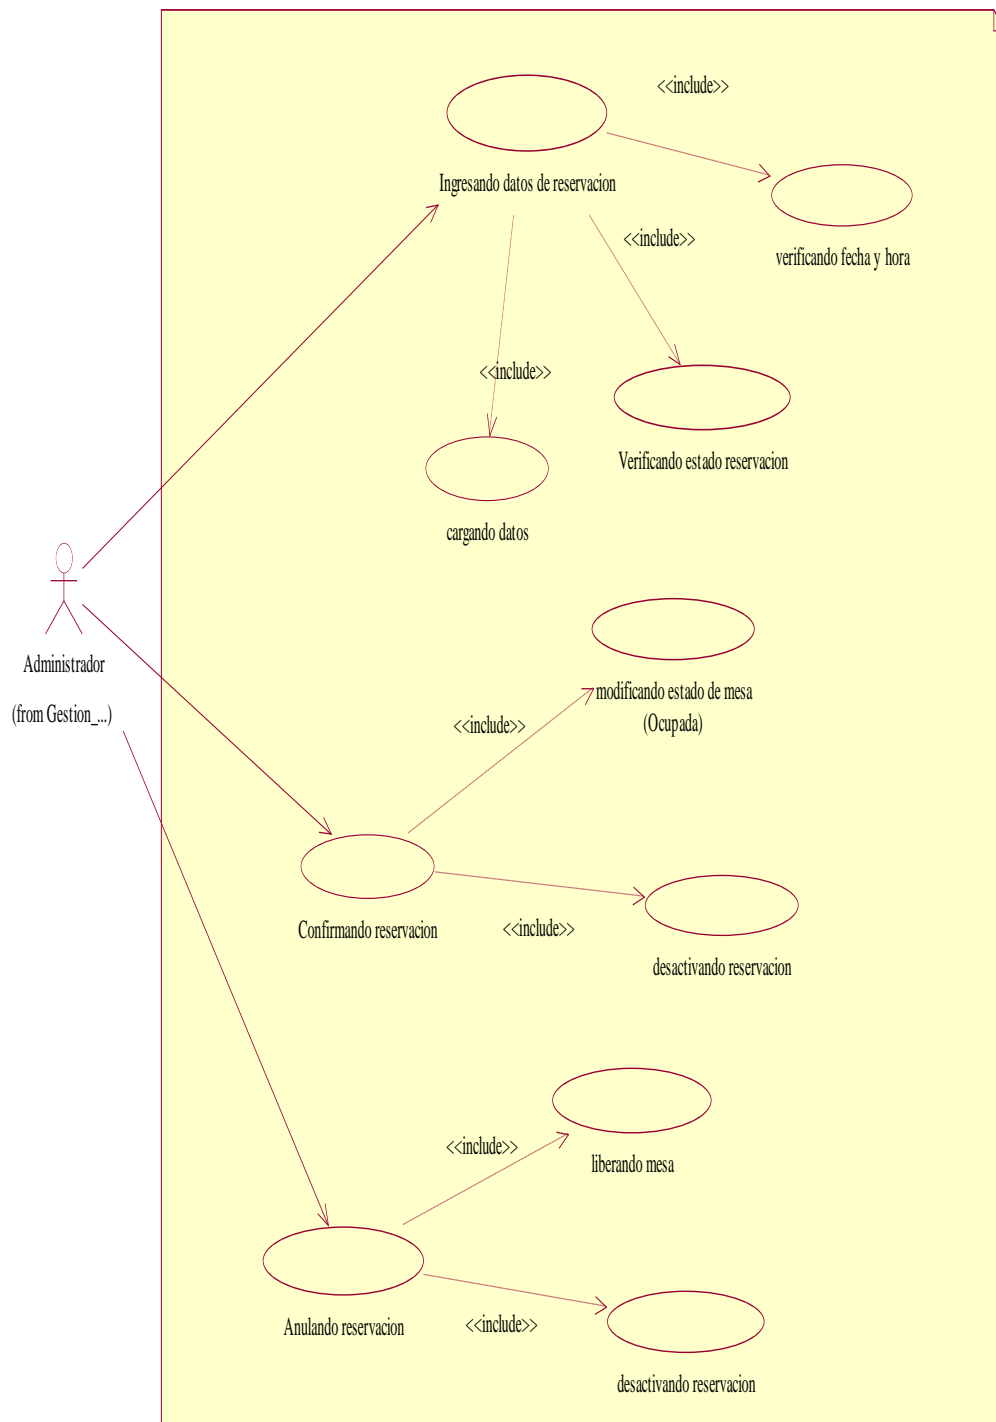 <<include>>
Ingresando datos de reservacion
<<include>>
verificando fecha y hora
<<include>>
Verificando estado reservacion
cargando datos
Administrador
(from Gestion_...)
modificando estado de mesa
(Ocupada)
<<include>>
Confirmando reservacion
<<include>>
desactivando reservacion
<<include>>
liberando mesa
Anulando reservacion
<<include>>
desactivando reservacion